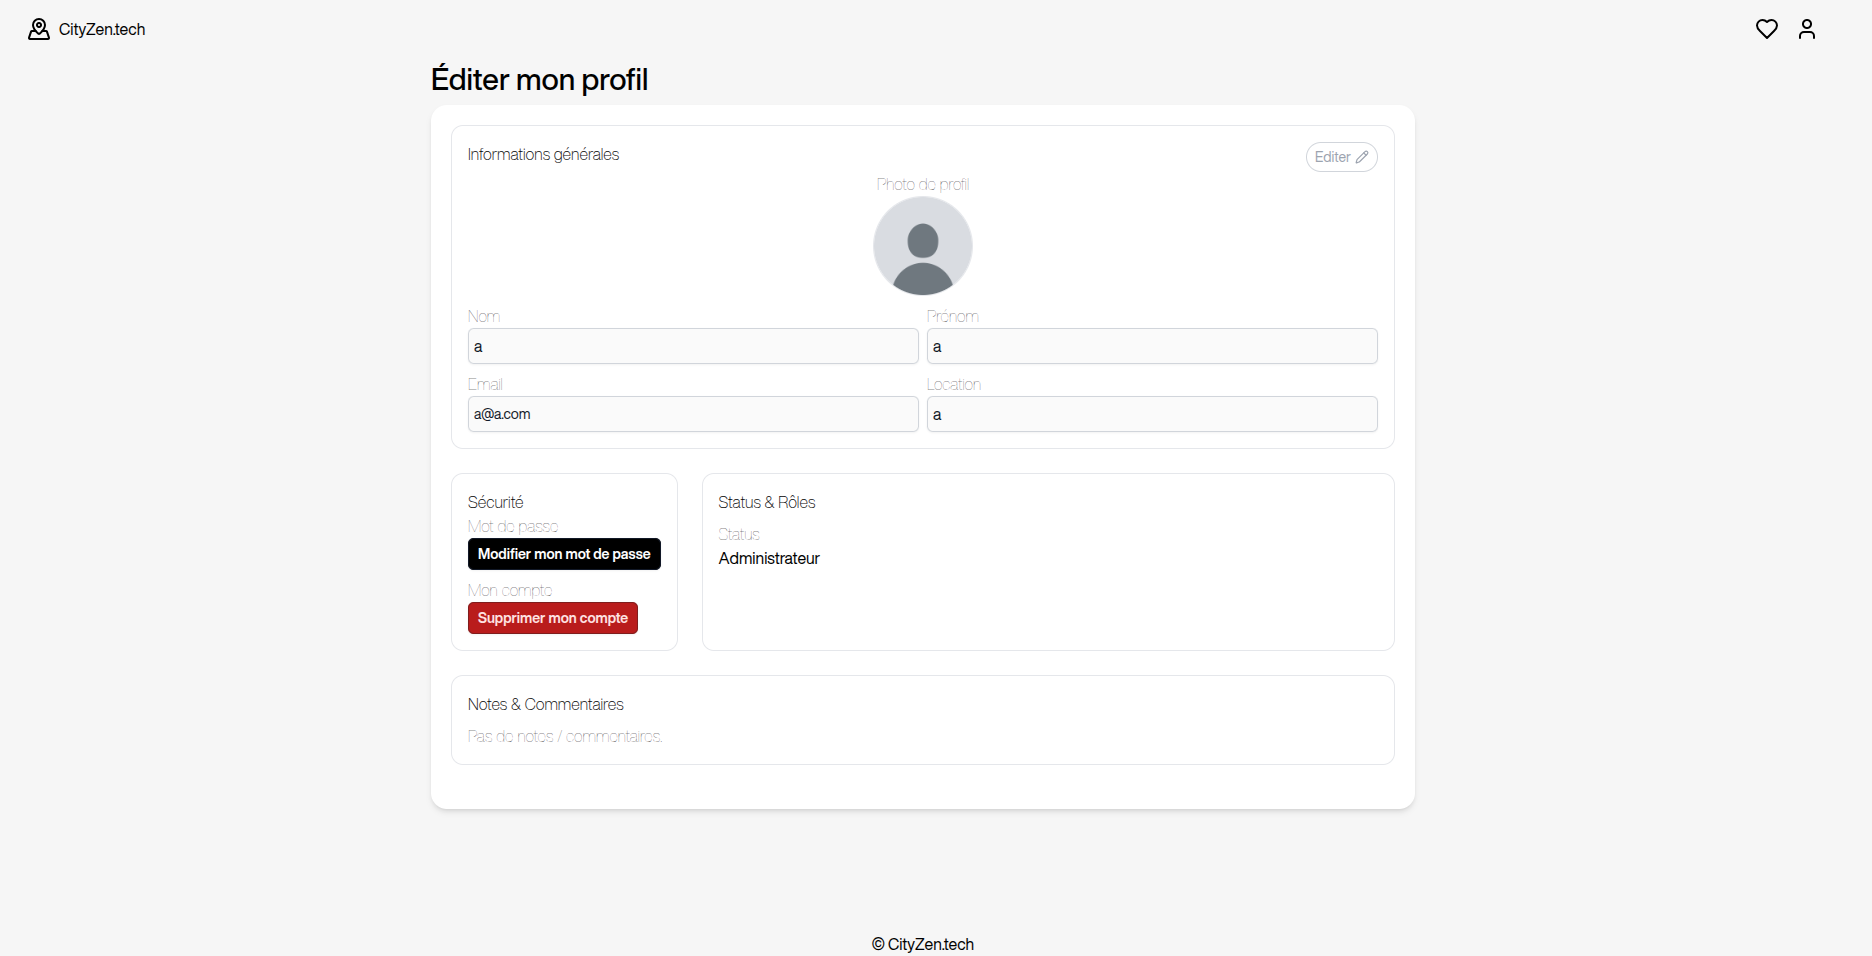 CityZen.tech
Éditer mon profil
Informations générales
Editer
Photo de profil
Nom
Prénom
a
a
Email
Location
a@a.com
a
Sécurité
Mot de passe
Modifier mon mot de passe
Mon compte
Supprimer mon compte
Status & Rôles
Status
Administrateur
Notes & Commentaires
Pas de notes / commentaires.
© CityZen.tech